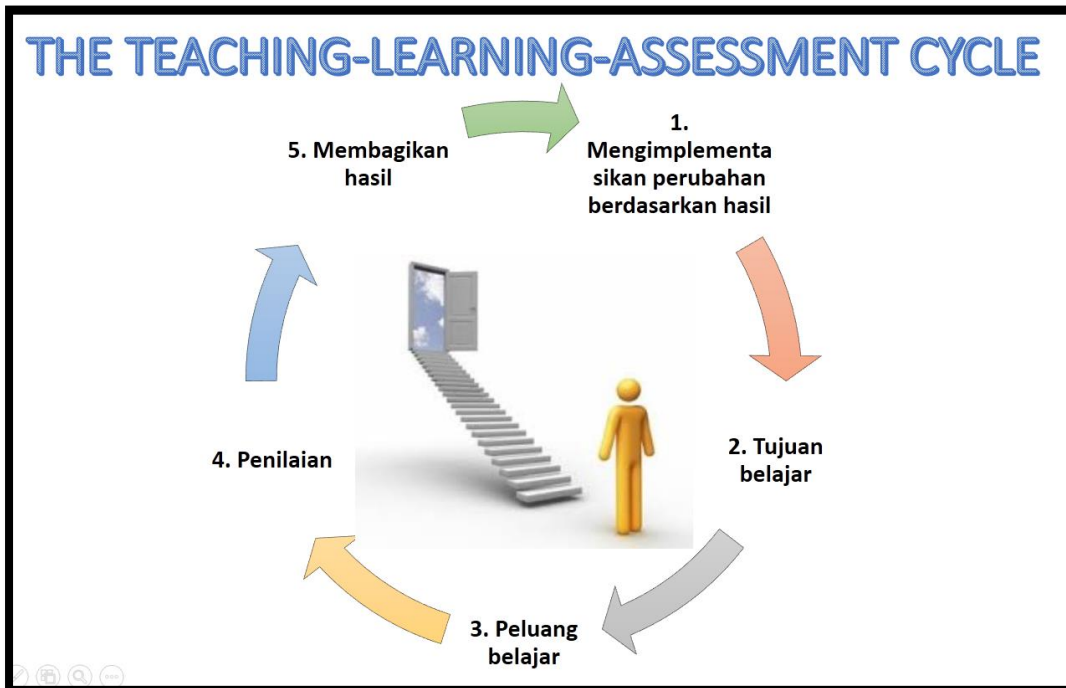 THE TEACHING-LEARNING-ASSESSMENT CYCLE
1.
Mengimplementa
sikan perubahan
berdasarkan hasil
2. Tujuan
belajar
3. Peluang
belajar
4. Penilaian
5. Membagikan
hasil